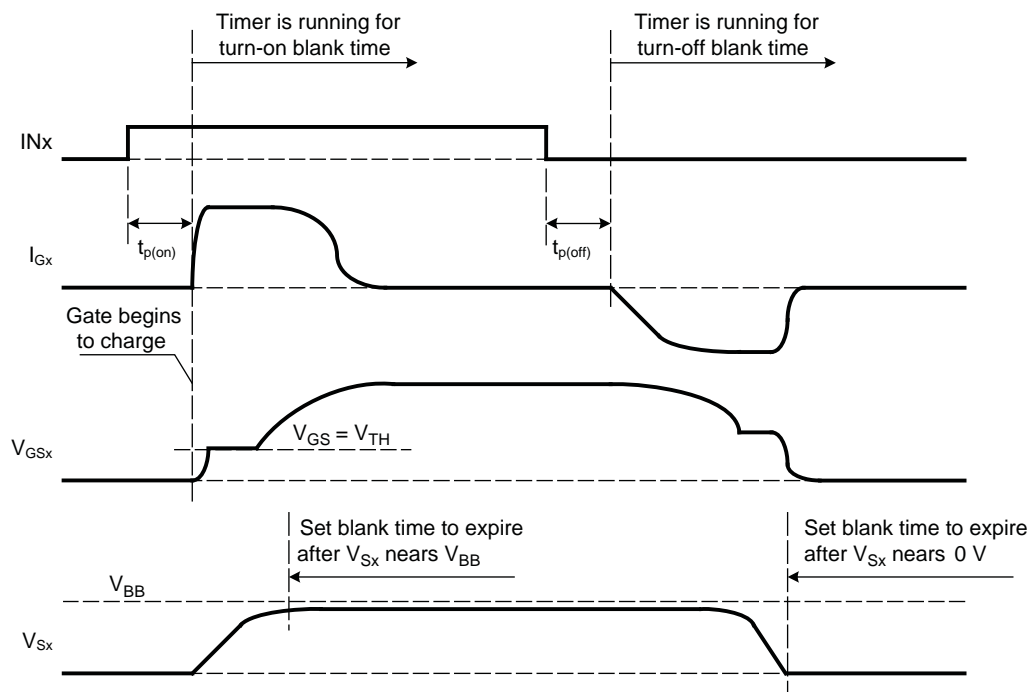 Timer is running for
turn-on blank time
Timer is running for
turn-off blank time
INx
tp(on)
tp(off)
IGx
Gate begins
to charge
VGS = VTH
VGSx
Set blank time to expire
after VSx nears VBB
Set blank time to expire
after VSx nears 0 V
VBB
VSx